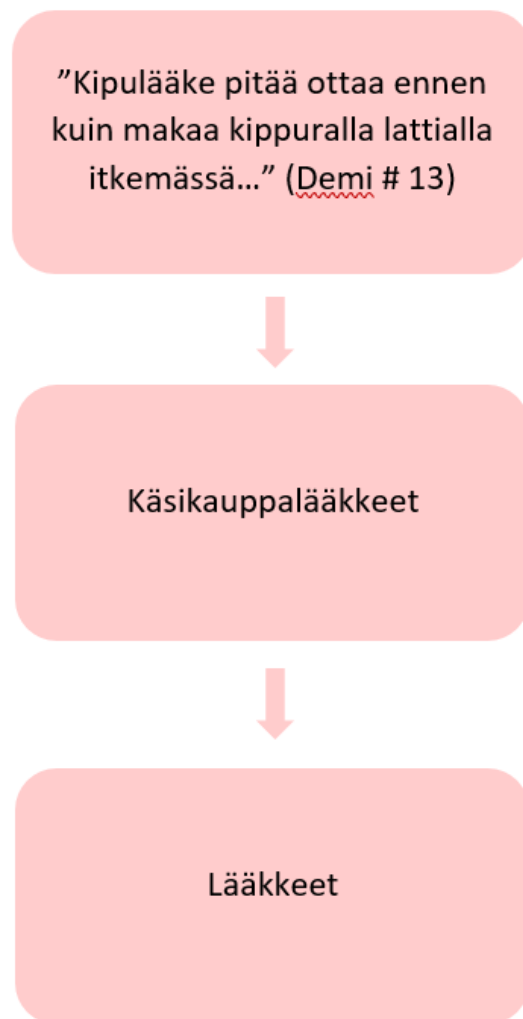 ”Kipulääke pitää ottaa ennen
kuin makaa kippuralla lattialla
itkemässä…” (Demi # 13)
Käsikauppalääkkeet
Lääkkeet